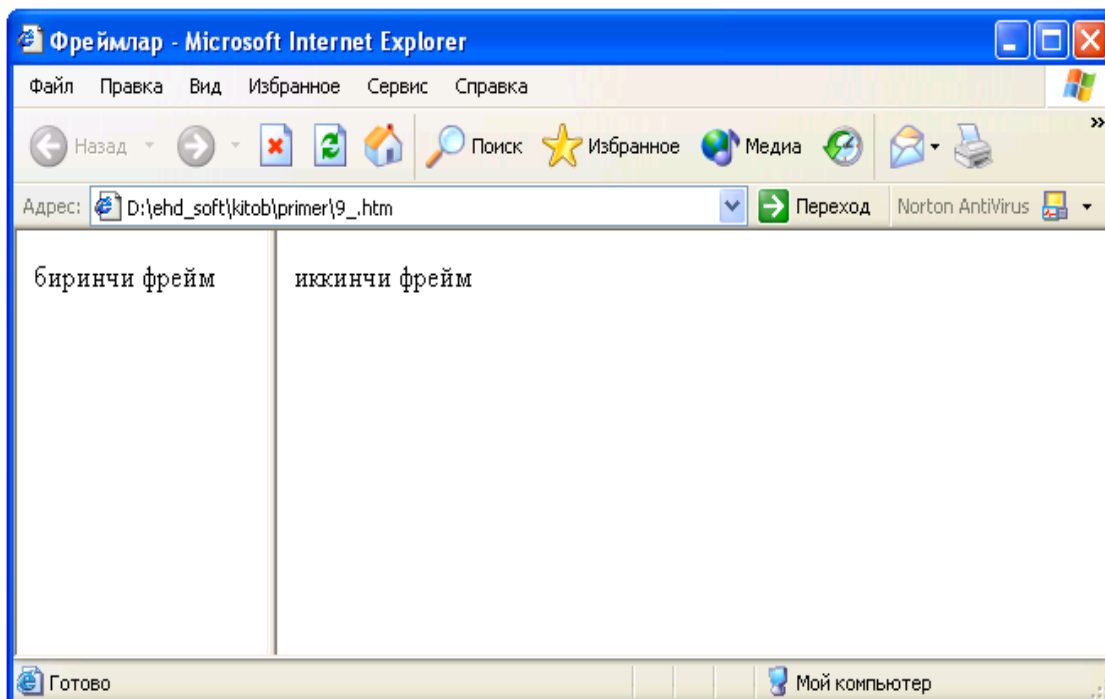 Фреймлар - Microsoft Internet Explorer
Файл Правка Вид Избранное Сервис Справка
Назад Поиск Избранное Медиа »
Адрес: D:\ehd_soft\kitob\primer\9_.htm Переход Norton AntiVirus
биринчи фрейм иккинчи фрейм
Готово Мой компьютер